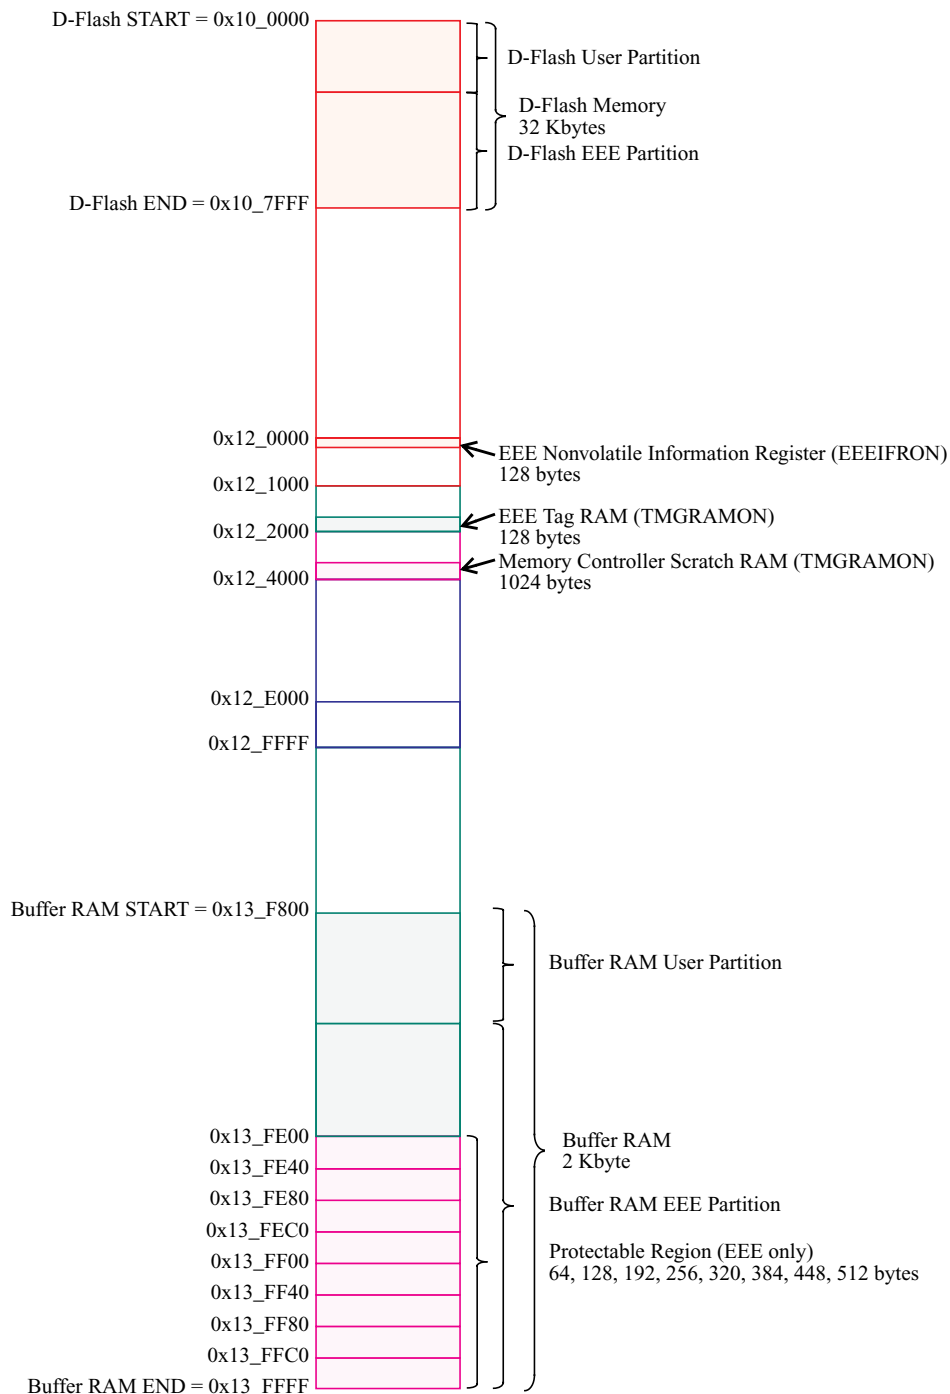 D-Flash START = 0x10_0000
D-Flash User Partition
D-Flash Memory
32 Kbytes
D-Flash EEE Partition
D-Flash END = 0x10_7FFF
0x12_0000
EEE Nonvolatile Information Register (EEEIFRON)
128 bytes
0x12_1000
EEE Tag RAM (TMGRAMON)
128 bytes
0x12_2000
Memory Controller Scratch RAM (TMGRAMON)
1024 bytes
0x12_4000
0x12_E000
0x12_FFFF
Buffer RAM START = 0x13_F800
Buffer RAM User Partition
0x13_FE00
Buffer RAM
2 Kbyte
0x13_FE40
0x13_FE80
Buffer RAM EEE Partition
0x13_FEC0
0x13_FF00
Protectable Region (EEE only)
64, 128, 192, 256, 320, 384, 448, 512 bytes
0x13_FF40
0x13_FF80
0x13_FFC0
Buffer RAM END = 0x13_FFFF